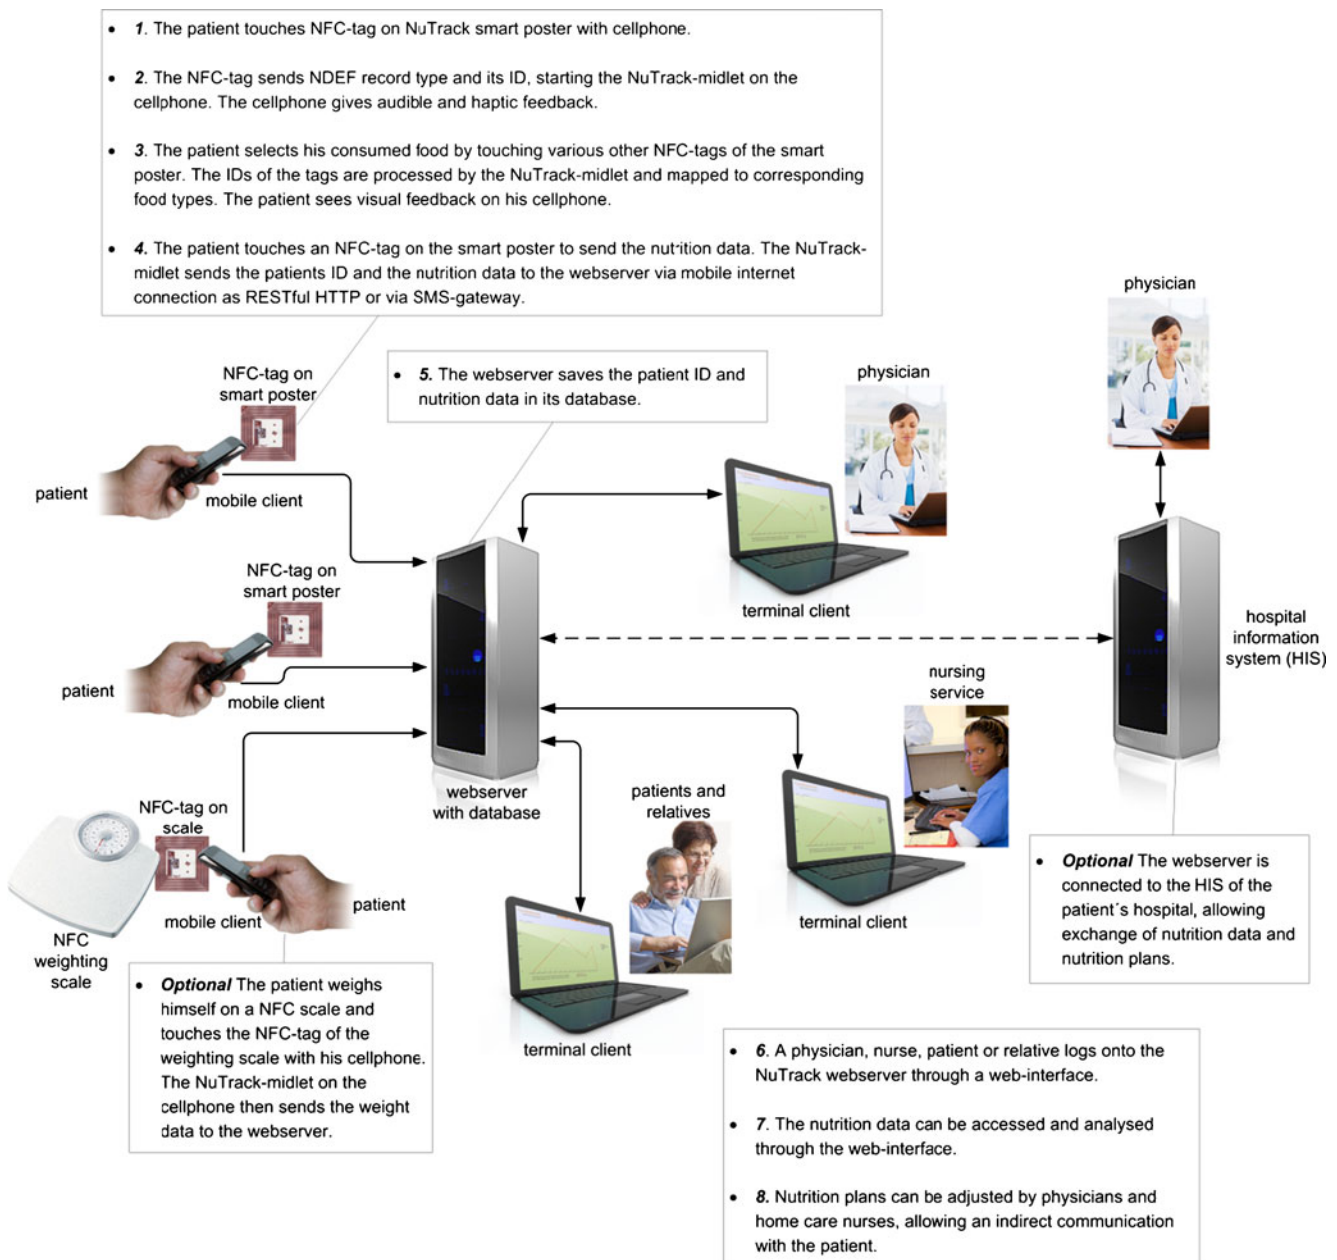 • 1. The patient touches NFC-tag on NuTrack smart poster with cellphone.
• 2. The NFC-tag sends NDEF record type and its ID, starting the NuTrack-midlet on the
cellphone. The cellphone gives audible and haptic feedback.
• 3. The patient selects his consumed food by touching various other NFC-tags of the smart
poster. The IDs of the tags are processed by the NuTrack-midlet and mapped to corresponding
food types. The patient sees visual feedback on his cellphone.
• 4. The patient touches an NFC-tag on the smart poster to send the nutrition data. The NuTrack-
midlet sends the patients ID and the nutrition data to the webserver via mobile internet
connection as RESTful HTTP or via SMS-gateway.
physician
NFC-tag on
smart poster
• 5. The webserver saves the patient ID and
nutrition data in its database.
physician
patient
mobile client
NFC-tag on
smart poster
terminal client
hospital
information
system (HIS)
patient
mobile client
nursing
service
NFC-tag on
scale
webserver
with database
patients and
relatives
mobile client
patient
terminal client
NFC
weighting
scale
• Optional The webserver is
connected to the HIS of the
patient´s hospital, allowing
exchange of nutrition data and
nutrition plans.
• Optional The patient weighs
himself on a NFC scale and
touches the NFC-tag of the
weighting scale with his cellphone.
The NuTrack-midlet on the
cellphone then sends the weight
data to the webserver.
terminal client
• 6. A physician, nurse, patient or relative logs onto the
NuTrack webserver through a web-interface.
• 7. The nutrition data can be accessed and analysed
through the web-interface.
• 8. Nutrition plans can be adjusted by physicians and
home care nurses, allowing an indirect communication
with the patient.